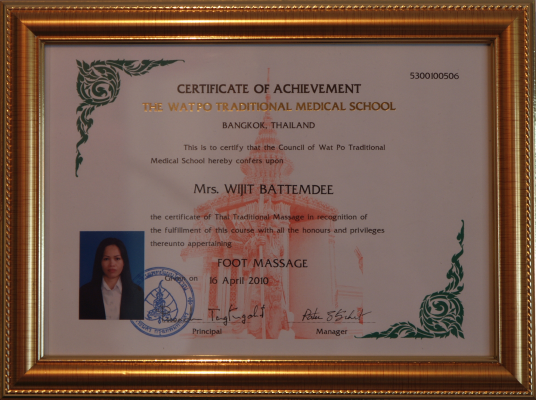 5300100506
CERTIFICATE OF ACHIEVEMENT
THE WATPO TRADITIONAL MEDICAL SCHOOL
BANGKOK, THAILAND
This is to certify that the Council of Wat Po Traditional
Medical School hereby confers upon
Mrs. WIJIT BATTEMDEE
the certificate of Thai Traditional Massage in recognition of
the fulfillment of this course with all the honours and privileges
thereunto appertaining
FOOT MASSAGE
Given on 16 April 2010
Principal Manager